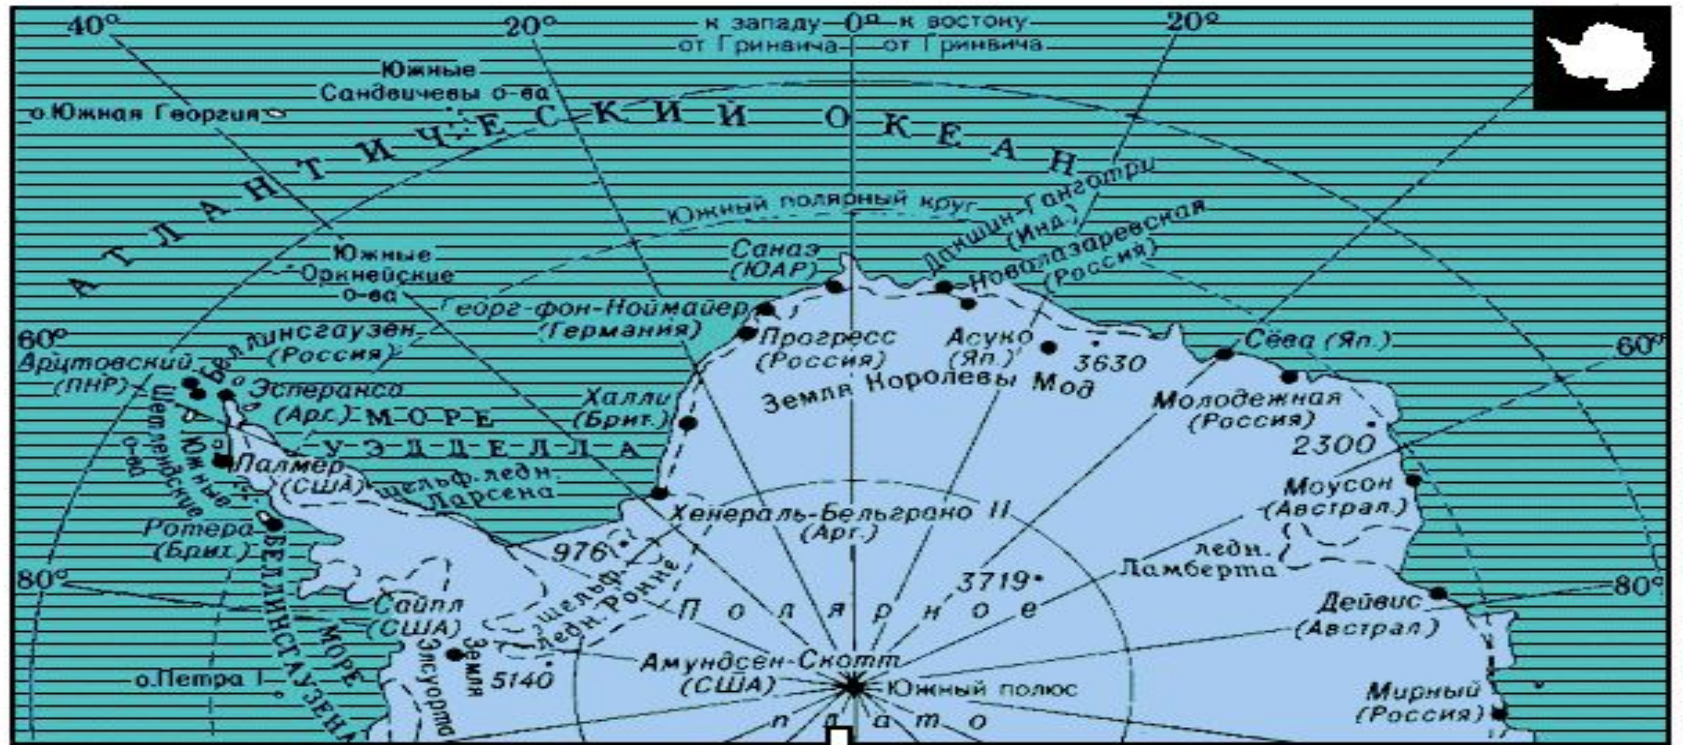 40°
20°
к западу 0° к востоку
от Гринвича от Гринвича
20°
Южные
Сандвичевы о-ва
о.Южная Георгия
АТЛАНТИЧЕСКИЙ ОКЕАН
Южный полярный круг
Дакшин-Ганготри
(Инд.)
Новолазаревская
(Россия)
Санаэ
(ЮАР)
Южные
Оркнейские
о-ва
Георг-фон-Ноймайер
(Германия)
Прогресс
(Россия)
Асуко
(Яп.)
3630
Сёва (Яп.)
60°
60°
Беллинсгаузен
(Россия)
Арцтовский
(ПНР)
Эсперанса
(Арг.)
Земля Королевы Мод
Халли
(Брит.)
Молодежная
(Россия)
2300
МОРЕ
УЭДДЕЛЛА
Южные
Шетлендские
о-ва
Палмер
(США)
шельф.ледн.
Ларсена
Моусон
(Австрал.)
Хенераль-Бельграно II
(Арг.)
Ротера
(Брит.)
976
шельф.
ледн. Ронне
ледн.
Ламберта
3719
80°
80°
Полярное
Сайпл
(США)
Дейвис
(Австрал.)
МОРЕ
БЕЛЛИНСГАУЗЕНА
Земля
Элсуорта
5140
Амундсен-Скотт
(США)
Южный полюс
о.Петра I
Мирный
(Россия)
плато